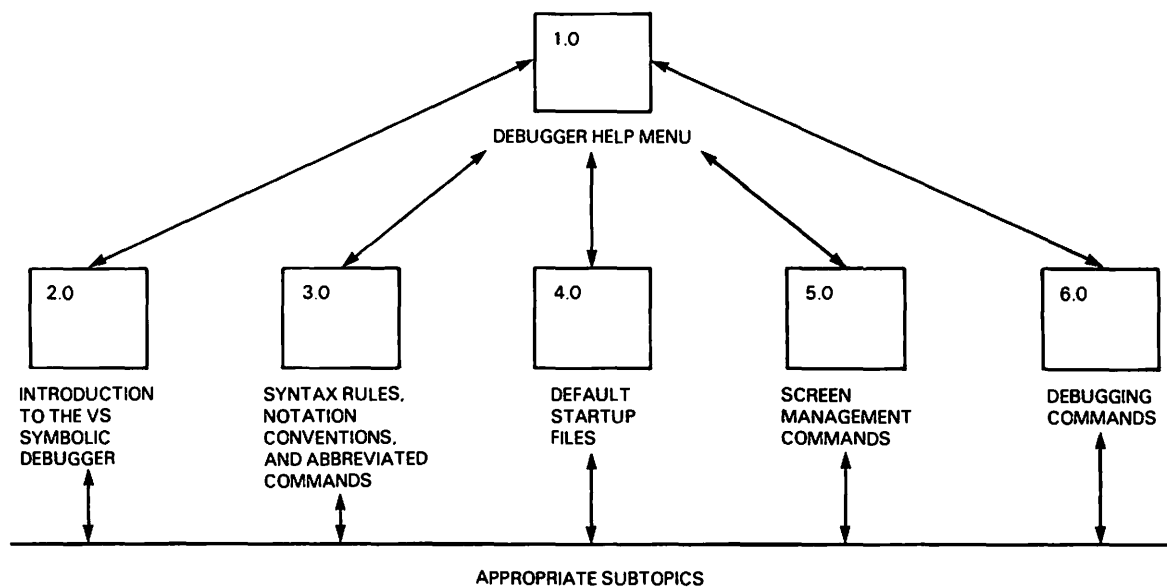 1.0
DEBUGGER HELP MENU
2.0
3.0
4.0
5.0
6.0
INTRODUCTION
TO THE VS
SYMBOLIC
DEBUGGER
SYNTAX RULES,
NOTATION
CONVENTIONS,
AND ABBREVIATED
COMMANDS
DEFAULT
STARTUP
FILES
SCREEN
MANAGEMENT
COMMANDS
DEBUGGING
COMMANDS
APPROPRIATE SUBTOPICS